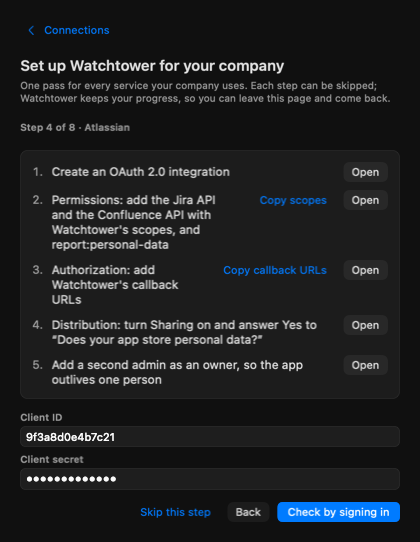 Connections
Set up Watchtower for your company
One pass for every service your company uses. Each step can be skipped;
Watchtower keeps your progress, so you can leave this page and come back.
Step 4 of 8 · Atlassian
1. Create an OAuth 2.0 integration Open
2. Permissions: add the Jira API Copy scopes Open
and the Confluence API with
Watchtower's scopes, and
report:personal-data
3. Authorization: add Copy callback URLs Open
Watchtower's callback
URLs
4. Distribution: turn Sharing on and answer Yes to Open
“Does your app store personal data?”
5. Add a second admin as an owner, so the app Open
outlives one person
Client ID
9f3a8d0e4b7c21
Client secret
•••••••••••••
Skip this step Back Check by signing in